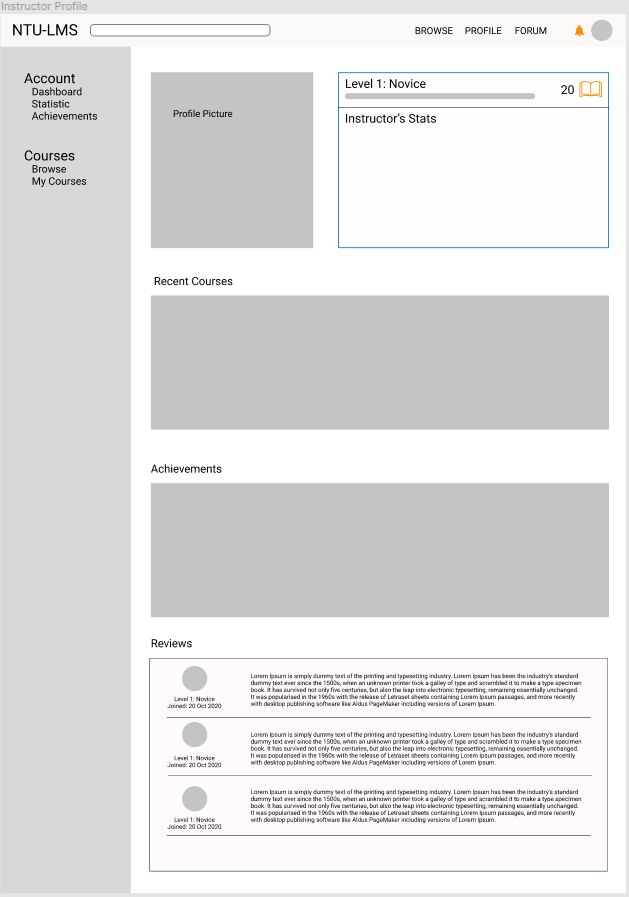 Instructor Profile
NTU-LMS
BROWSE PROFILE FORUM
Account
Dashboard
Statistic
Achievements
Courses
Browse
My Courses
Profile Picture
Level 1: Novice
20
Instructor's Stats
Recent Courses
Achievements
Reviews
Level 1: Novice
Joined: 20 Oct 2020
Lorem Ipsum is simply dummy text of the printing and typesetting industry. Lorem Ipsum has been the industry's standard
dummy text ever since the 1500s, when an unknown printer took a galley of type and scrambled it to make a type specimen
book. It has survived not only five centuries, but also the leap into electronic typesetting, remaining essentially unchanged.
It was popularised in the 1960s with the release of Letraset sheets containing Lorem Ipsum passages, and more recently
with desktop publishing software like Aldus PageMaker including versions of Lorem Ipsum.
Level 1: Novice
Joined: 20 Oct 2020
Lorem Ipsum is simply dummy text of the printing and typesetting industry. Lorem Ipsum has been the industry's standard
dummy text ever since the 1500s, when an unknown printer took a galley of type and scrambled it to make a type specimen
book. It has survived not only five centuries, but also the leap into electronic typesetting, remaining essentially unchanged.
It was popularised in the 1960s with the release of Letraset sheets containing Lorem Ipsum passages, and more recently
with desktop publishing software like Aldus PageMaker including versions of Lorem Ipsum.
Level 1: Novice
Joined: 20 Oct 2020
Lorem Ipsum is simply dummy text of the printing and typesetting industry. Lorem Ipsum has been the industry's standard
dummy text ever since the 1500s, when an unknown printer took a galley of type and scrambled it to make a type specimen
book. It has survived not only five centuries, but also the leap into electronic typesetting, remaining essentially unchanged.
It was popularised in the 1960s with the release of Letraset sheets containing Lorem Ipsum passages, and more recently
with desktop publishing software like Aldus PageMaker including versions of Lorem Ipsum.